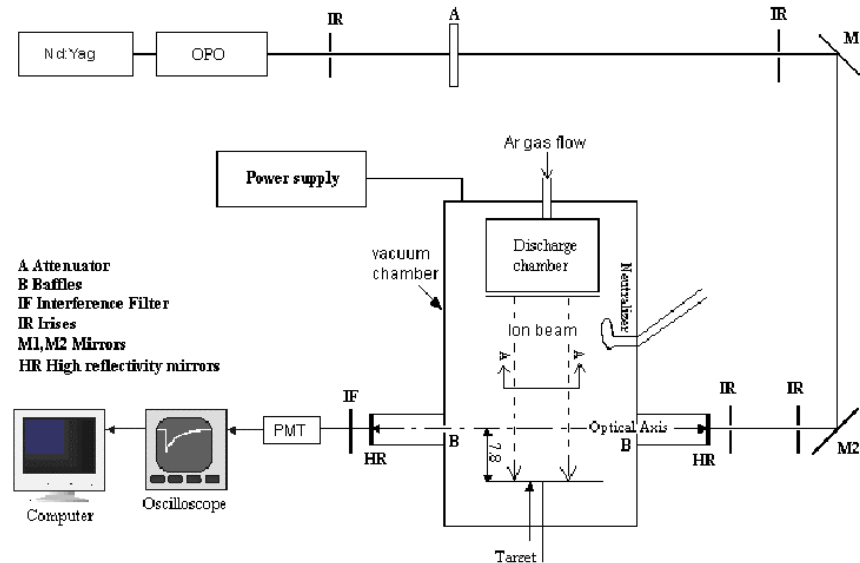 IR
A
IR
M1
Nd:Yag
OPO
Ar gas flow
Power supply
Discharge
chamber
vacuum
chamber
Neutralizer
A Attenuator
B Baffles
IF Interference Filter
IR Irises
M1,M2 Mirrors
HR High reflectivity mirrors
Ion beam
A
A
IF
IR
IR
PMT
Optical Axis
B
B
7.8
HR
HR
M2
Oscilloscope
Computer
Target